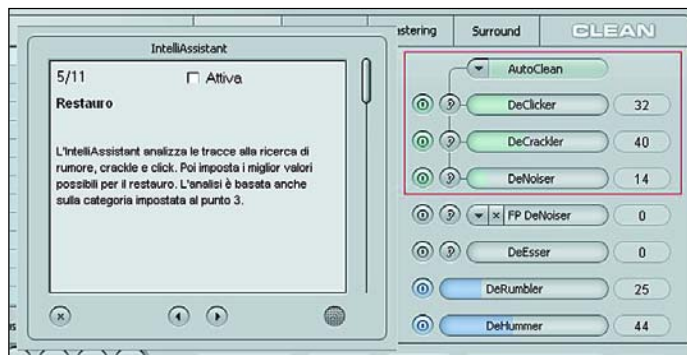 IntelliAssistant
5/11
Attiva
Restauro
L'IntelliAssistant analizza le tracce alla ricerca di
rumore, crackle e click. Poi imposta i miglior valori
possibili per il restauro. L'analisi è basata anche
sulla categoria impostata al punto 3.
Surround
CLEAN
AutoClean
DeClicker 32
DeCrackler 40
DeNoiser 14
FP DeNoiser 0
DeEsser 0
DeRumbler 25
DeHummer 44